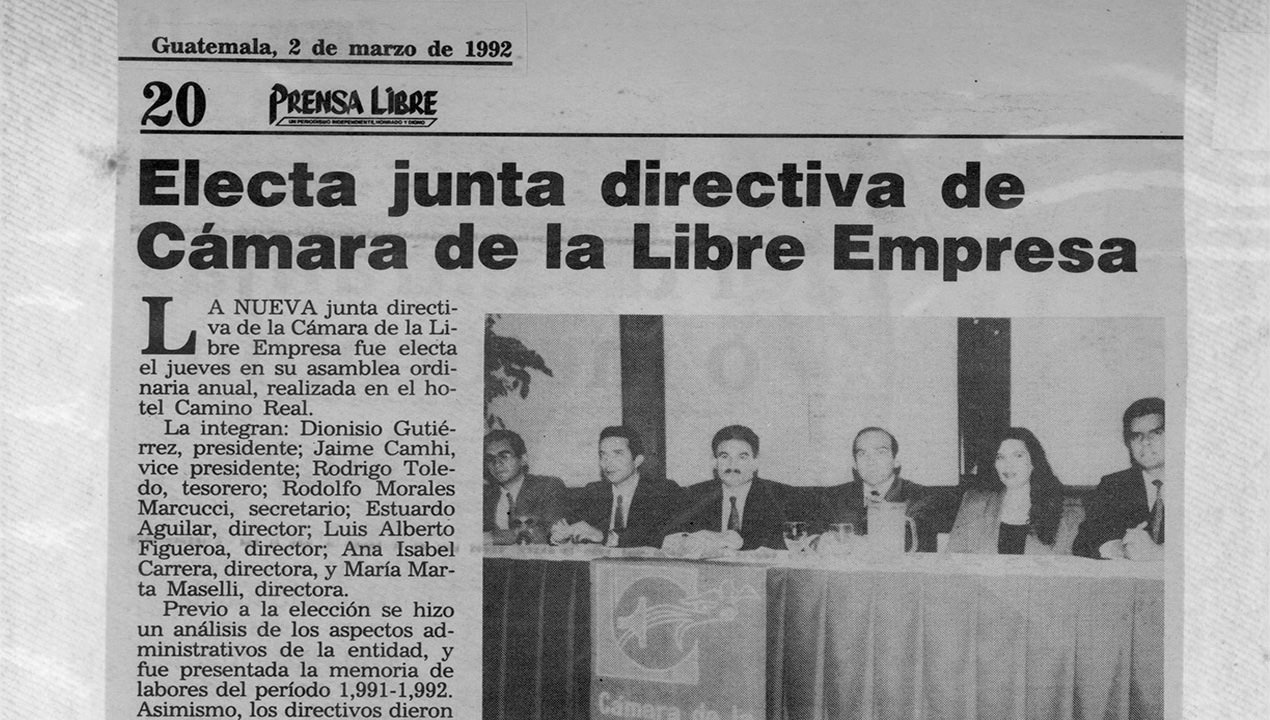 Guatemala, 2 de marzo de 1992
20
PRENSA LIBRE
UN PERIODISMO INDEPENDIENTE, HONRADO Y DIGNO
Electa junta directiva de
Cámara de la Libre Empresa
LA NUEVA junta directi-
va de la Cámara de la Li-
bre Empresa fue electa
el jueves en su asamblea ordi-
naria anual, realizada en el ho-
tel Camino Real.
La integran: Dionisio Gutié-
rrez, presidente; Jaime Camhi,
vice presidente; Rodrigo Tole-
do, tesorero; Rodolfo Morales
Marcucci, secretario; Estuardo
Aguilar, director; Luis Alberto
Figueroa, director; Ana Isabel
Carrera, directora, y María Mar-
ta Maselli, directora.
Previo a la elección se hizo
un análisis de los aspectos ad-
ministrativos de la entidad, y
fue presentada la memoria de
labores del período 1,991-1,992.
Asimismo, los directivos dieron
Cámara de la